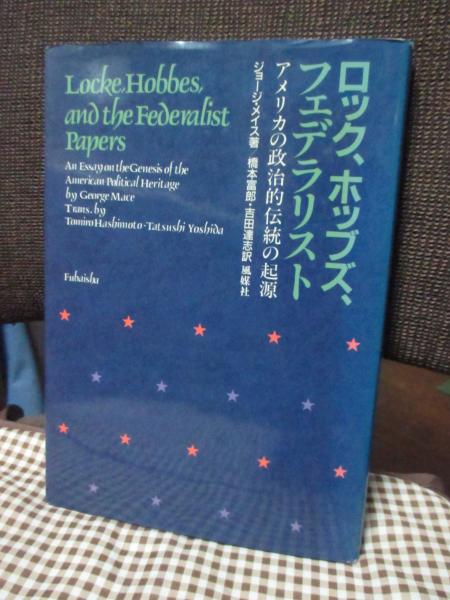 ロック、ホッブズ、
フェデラリスト
アメリカの政治的伝統の起源
ジョージ・メイス著／橋本富郎・吉田達志訳 風媒社
Locke, Hobbes,
and the Federalist
Papers
An Essay on the Genesis of the
American Political Heritage
by George Mace
Trans. by
Tomiro Hashimoto・Tatsushi Yoshida
Fubaisha